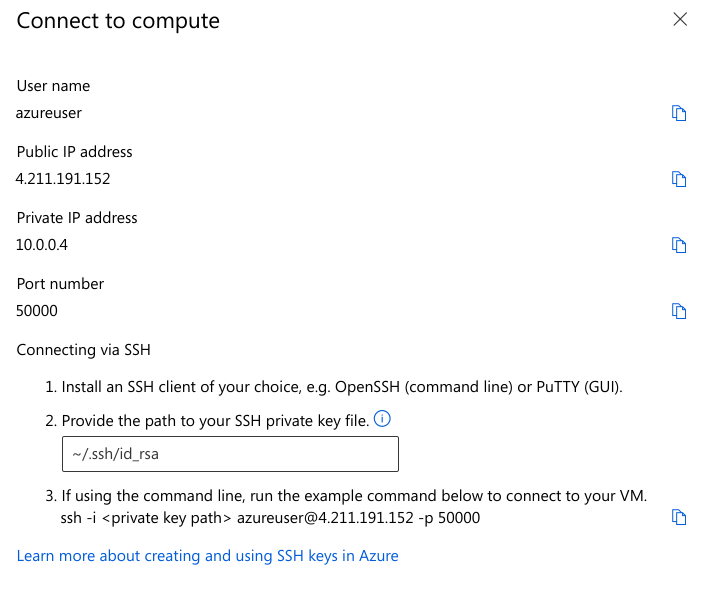 Connect to compute
User name
azureuser
Public IP address
4.211.191.152
Private IP address
10.0.0.4
Port number
50000
Connecting via SSH
1. Install an SSH client of your choice, e.g. OpenSSH (command line) or PuTTY (GUI).
2. Provide the path to your SSH private key file.
~/.ssh/id_rsa
3. If using the command line, run the example command below to connect to your VM.
ssh -i <private key path> azureuser@4.211.191.152 -p 50000
Learn more about creating and using SSH keys in Azure